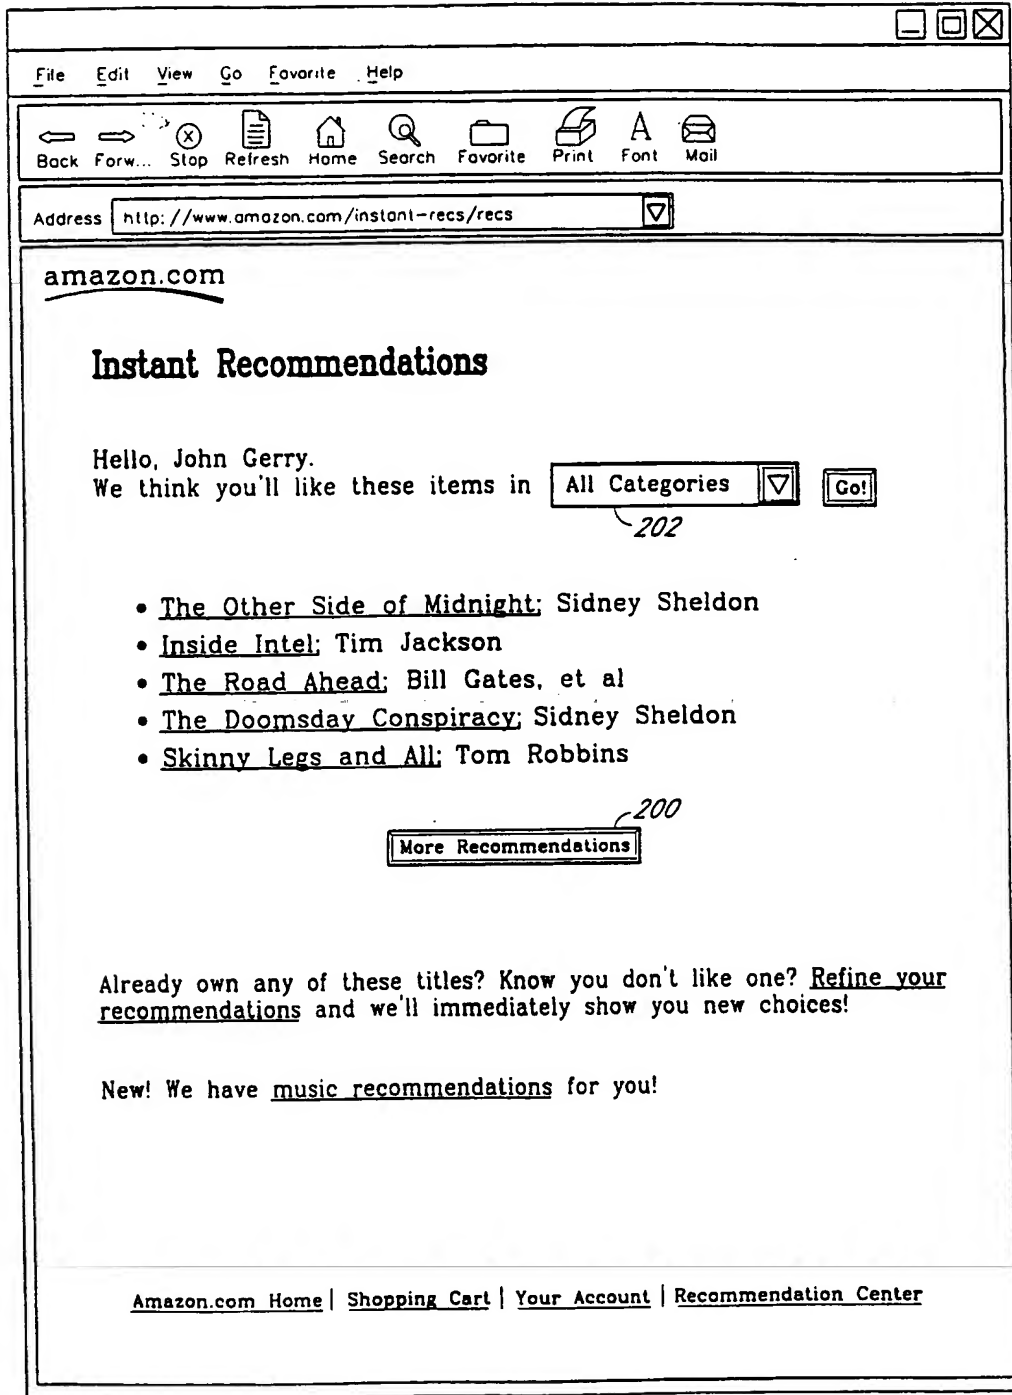 File Edit View Go Favorite Help
Back Forw... Stop Refresh Home Search Favorite Print Font Mail
Address http://www.amazon.com/instant-recs/recs
amazon.com
Instant Recommendations
Hello, John Gerry.
We think you'll like these items in All Categories Go!
202
• The Other Side of Midnight; Sidney Sheldon
• Inside Intel; Tim Jackson
• The Road Ahead; Bill Gates, et al
• The Doomsday Conspiracy; Sidney Sheldon
• Skinny Legs and All; Tom Robbins
200
More Recommendations
Already own any of these titles? Know you don't like one? Refine your
recommendations and we'll immediately show you new choices!
New! We have music recommendations for you!
Amazon.com Home | Shopping Cart | Your Account | Recommendation Center